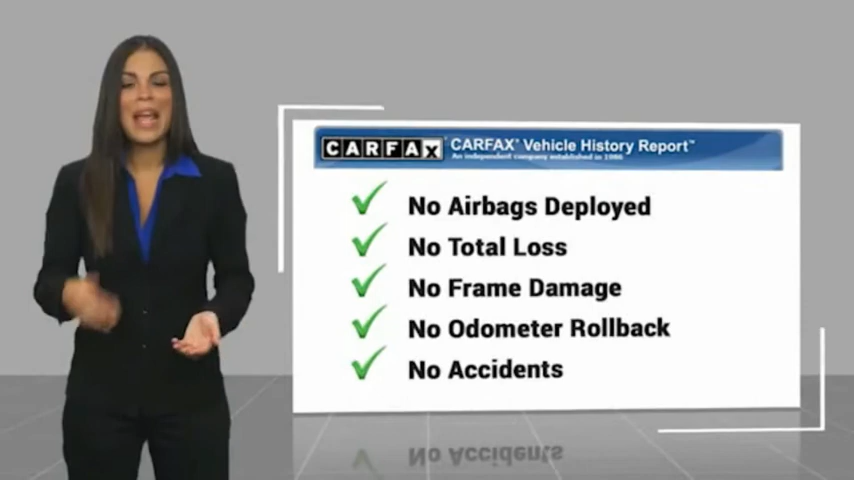 CARFAX CARFAX® Vehicle History Report™
An independent company established in 1986
No Airbags Deployed
No Total Loss
No Frame Damage
No Odometer Rollback
No Accidents
No Accidents